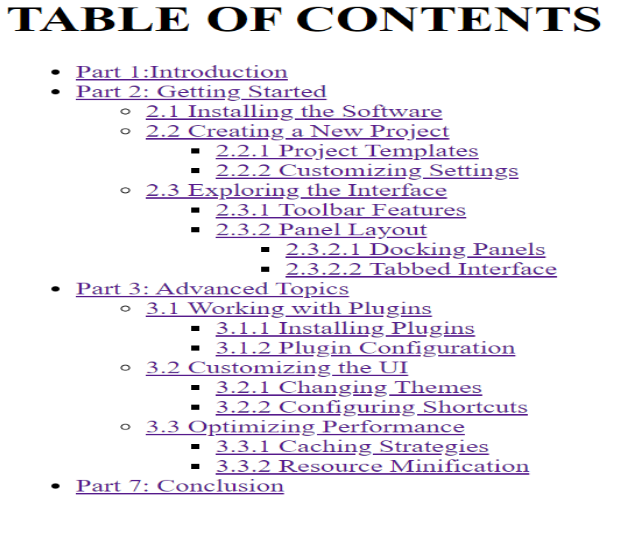 TABLE OF CONTENTS
Part 1:Introduction
Part 2: Getting Started
2.1 Installing the Software
2.2 Creating a New Project
2.2.1 Project Templates
2.2.2 Customizing Settings
2.3 Exploring the Interface
2.3.1 Toolbar Features
2.3.2 Panel Layout
2.3.2.1 Docking Panels
2.3.2.2 Tabbed Interface
Part 3: Advanced Topics
3.1 Working with Plugins
3.1.1 Installing Plugins
3.1.2 Plugin Configuration
3.2 Customizing the UI
3.2.1 Changing Themes
3.2.2 Configuring Shortcuts
3.3 Optimizing Performance
3.3.1 Caching Strategies
3.3.2 Resource Minification
Part 7: Conclusion